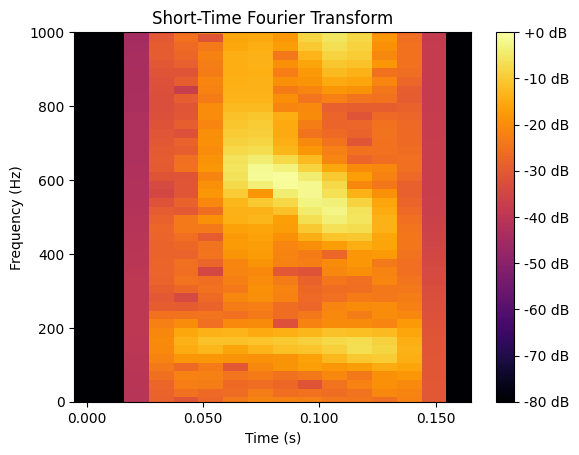 Short-Time Fourier Transform
1000
800
600
400
200
0
Frequency (Hz)
0.000
0.050
0.100
0.150
Time (s)
+0 dB
-10 dB
-20 dB
-30 dB
-40 dB
-50 dB
-60 dB
-70 dB
-80 dB